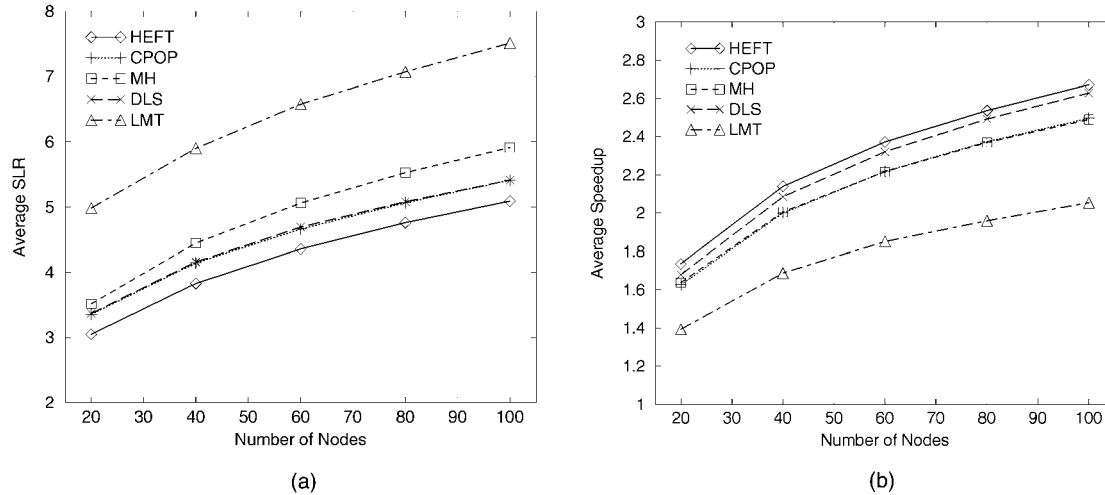 8
7
6
5
4
3
2
Average SLR
HEFT
CPOP
MH
DLS
LMT
20 30 40 50 60 70 80 90 100
Number of Nodes
(a)
3
2.8
2.6
2.4
2.2
2
1.8
1.6
1.4
1.2
1
Average Speedup
HEFT
CPOP
MH
DLS
LMT
20 30 40 50 60 70 80 90 100
Number of Nodes
(b)